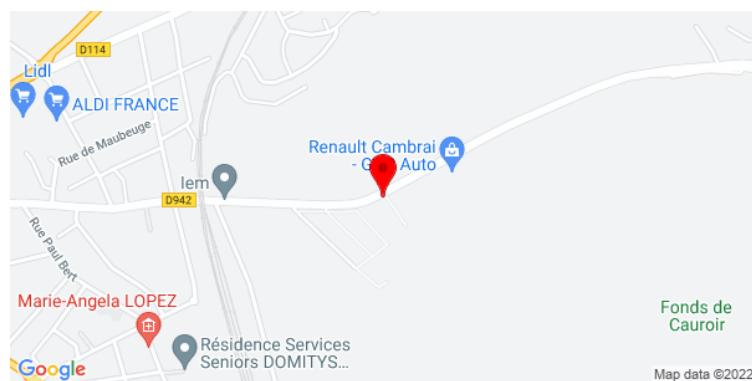 D114
Lidl
ALDI FRANCE
Rue de Maubeuge
Renault Cambrai
Auto
lem
D942
Rue Paul Bert
Marie-Angela LOPEZ
Résidence Services
Seniors DOMITYS...
Fonds de
Cauroir
Google
Map data ©2022